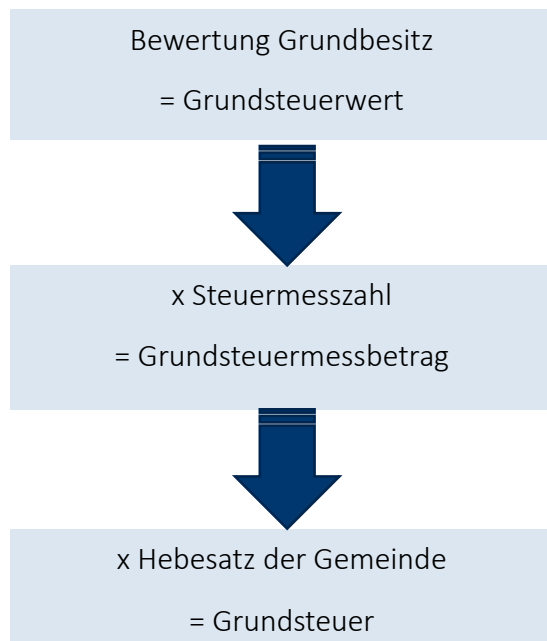 Bewertung Grundbesitz
= Grundsteuerwert
x Steuermesszahl
= Grundsteuermessbetrag
x Hebesatz der Gemeinde
= Grundsteuer